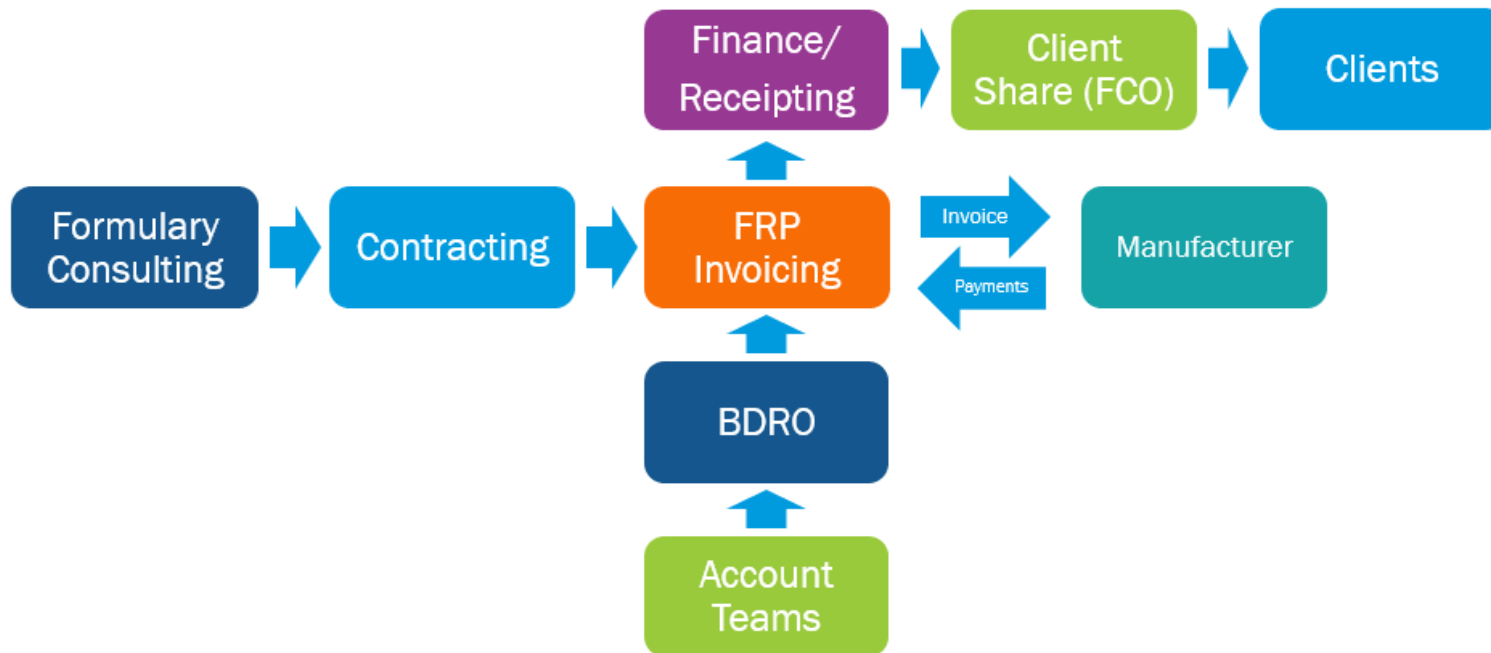 Finance/
Receipting
Client
Share (FCO)
Clients
Formulary
Consulting
Contracting
FRP
Invoicing
Invoice
Payments
Manufacturer
BDRO
Account
Teams